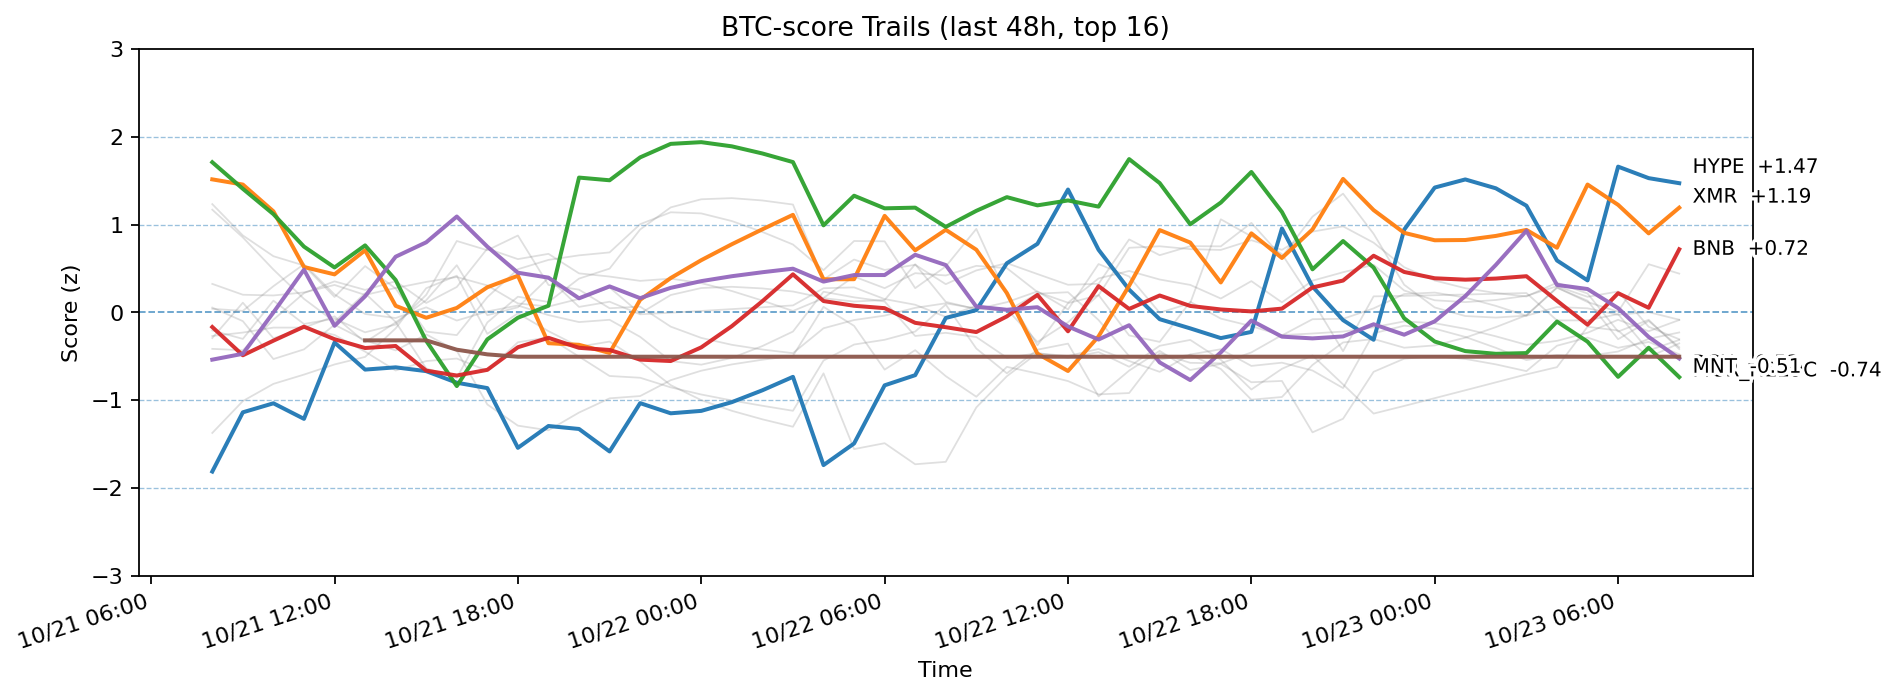 BTC-score Trails (last 48h, top 16)
Score (z)
3
2
1
0
−1
−2
−3
HYPE +1.47
XMR +1.19
BNB +0.72
MNT -0.51
-0.74
10/21 06:00
10/21 12:00
10/21 18:00
10/22 00:00
10/22 06:00
10/22 12:00
10/22 18:00
10/23 00:00
10/23 06:00
Time